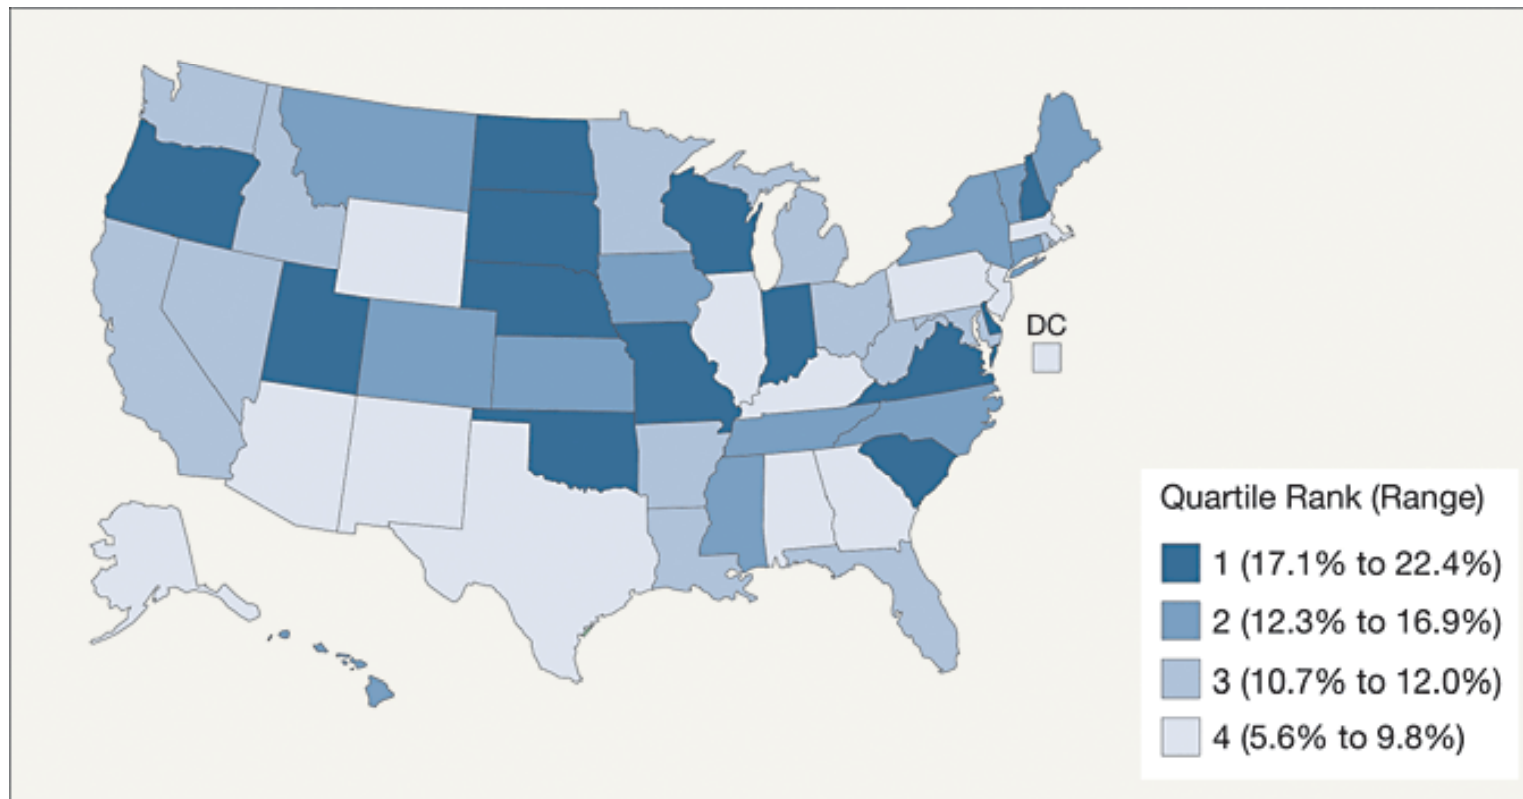 DC
Quartile Rank (Range)
1 (17.1% to 22.4%)
2 (12.3% to 16.9%)
3 (10.7% to 12.0%)
4 (5.6% to 9.8%)